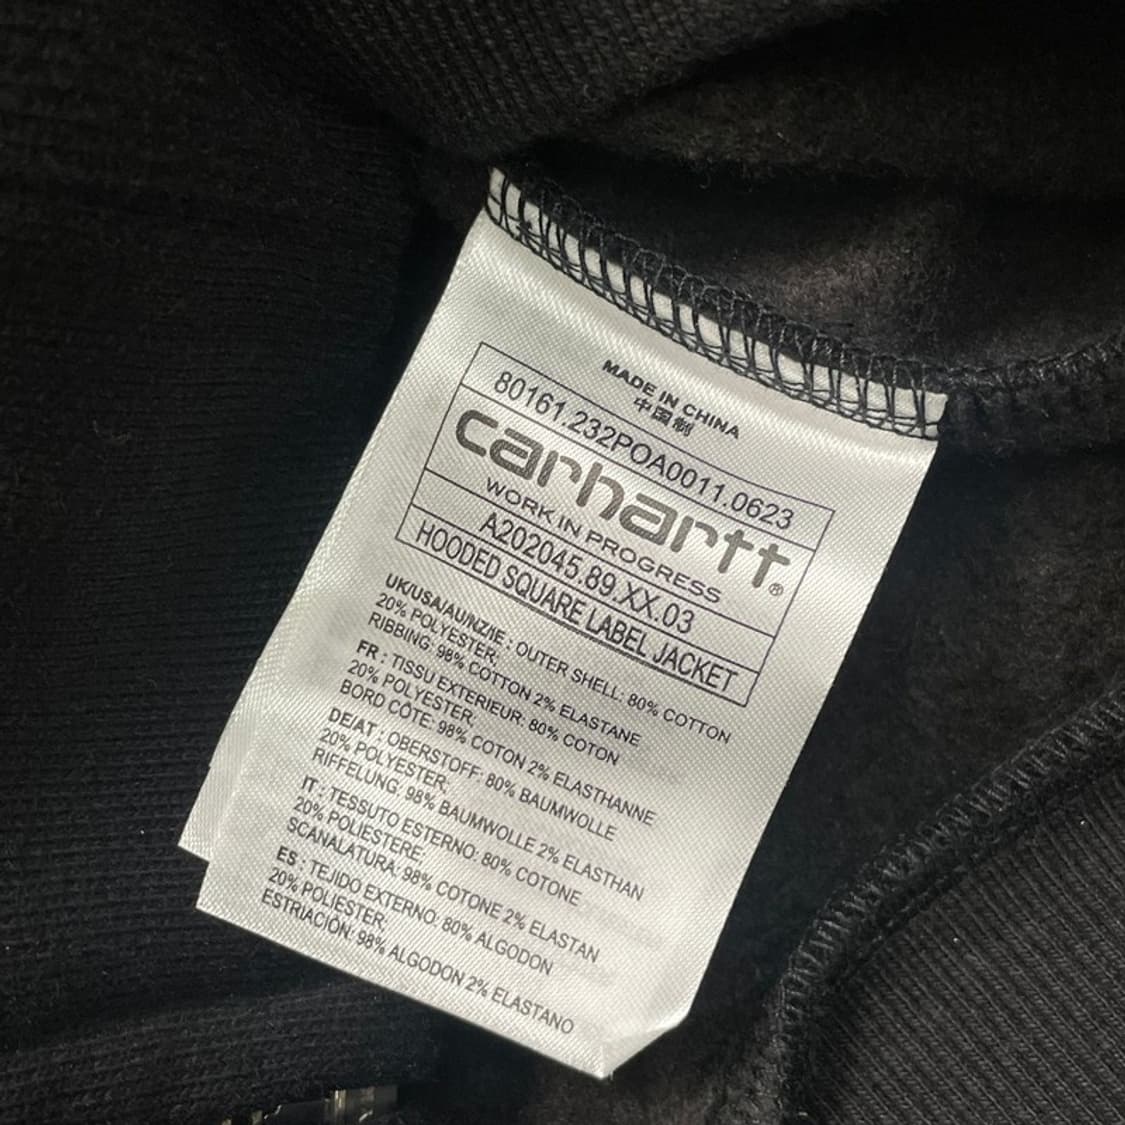 MADE IN CHINA
中国制
80161.232POA0011.0623
carhartt®
WORK IN PROGRESS
A202045.89.XX.03
HOODED SQUARE LABEL JACKET
UK/USA/AU/NZ/IE : OUTER SHELL: 80% COTTON
20% POLYESTER;
RIBBING: 98% COTTON 2% ELASTANE
FR : TISSU EXTERIEUR: 80% COTON
20% POLYESTER;
BORD CÔTE: 98% COTON 2% ELASTHANNE
DE/AT : OBERSTOFF: 80% BAUMWOLLE
20% POLYESTER;
RIFFELUNG: 98% BAUMWOLLE 2% ELASTHAN
IT : TESSUTO ESTERNO: 80% COTONE
20% POLIESTERE;
SCANALATURA: 98% COTONE 2% ELASTAN
ES : TEJIDO EXTERNO: 80% ALGODON
20% POLIESTER;
ESTRIACIÓN: 98% ALGODON 2% ELASTANO